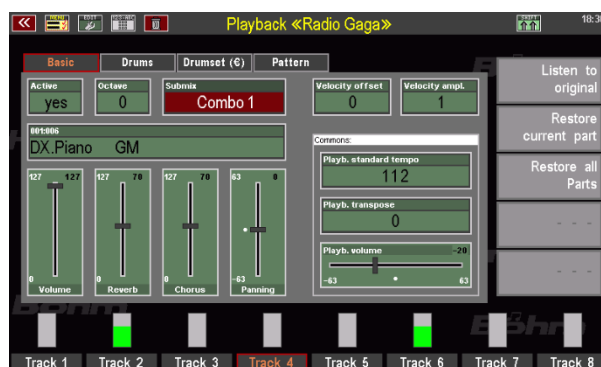 Playback «Radio Gaga»
18:30
MENU
EDIT
Basic
Drums
Drumset (€)
Pattern
Active
yes
Octave
0
Submix
Combo 1
Velocity offset
0
Velocity ampl.
1
001:006
DX.Piano GM
Commons:
Playb. standard tempo
112
Playb. transpose
0
Playb. volume
-20
-63
63
127 127
0
Volume
127 70
0
Reverb
127 70
0
Chorus
63 0
-63
Panning
Listen to
original
Restore
current part
Restore all
Parts
- - -
- - -
Böhm
Track 1
Track 2
Track 3
Track 4
Track 5
Track 6
Track 7
Track 8